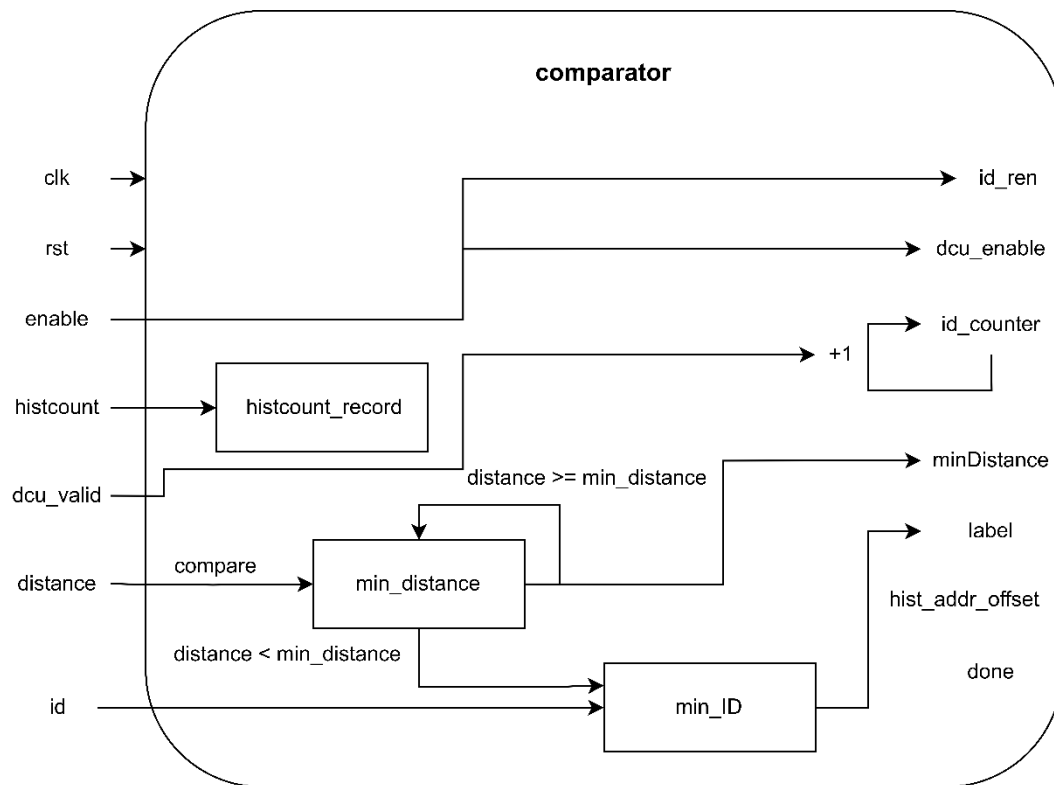 comparator
clk
id_ren
rst
dcu_enable
enable
id_counter
+1
histcount
histcount_record
minDistance
distance >= min_distance
dcu_valid
label
compare
distance
min_distance
hist_addr_offset
distance < min_distance
done
id
min_ID